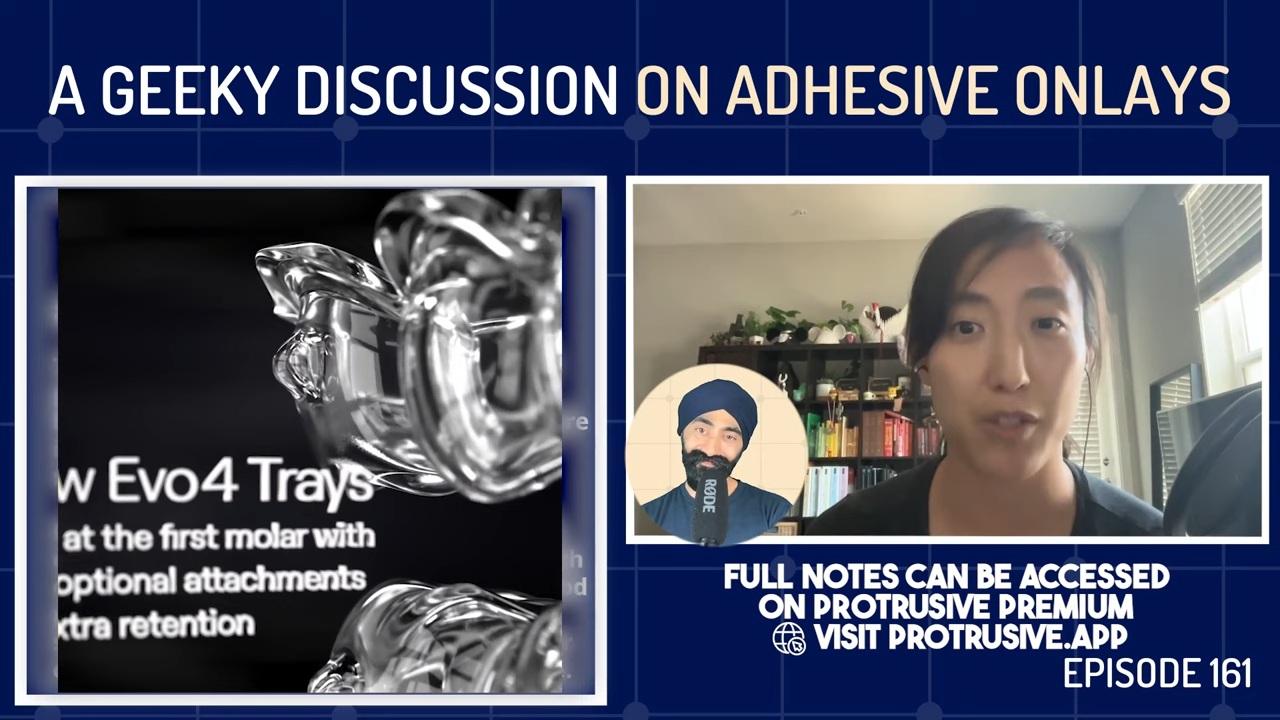 A GEEKY DISCUSSION ON ADHESIVE ONLAYS
w Evo4 Trays
at the first molar with
optional attachments
xtra retention
re
h
d
RØDE
FULL NOTES CAN BE ACCESSED
ON PROTRUSIVE PREMIUM
VISIT PROTRUSIVE.APP
EPISODE 161